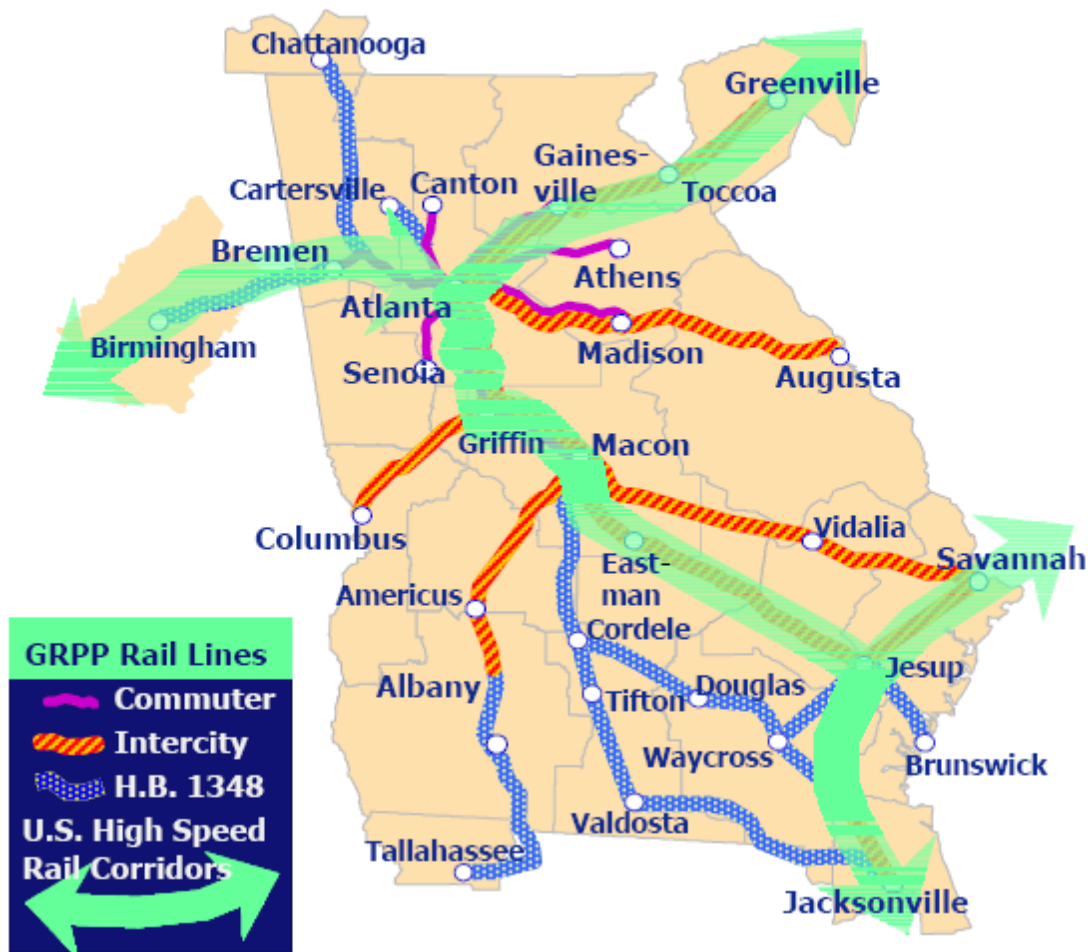 Chattanooga
Greenville
Gaines-
ville
Toccoa
Cartersville
Canton
Bremen
Athens
Atlanta
Birmingham
Madison
Senoia
Augusta
Griffin
Macon
Columbus
Vidalia
Savannah
East-
man
Americus
Cordele
Jesup
Albany
Douglas
Tifton
Waycross
Brunswick
Valdosta
Tallahassee
Jacksonville
GRPP Rail Lines
Commuter
Intercity
H.B. 1348
U.S. High Speed
Rail Corridors